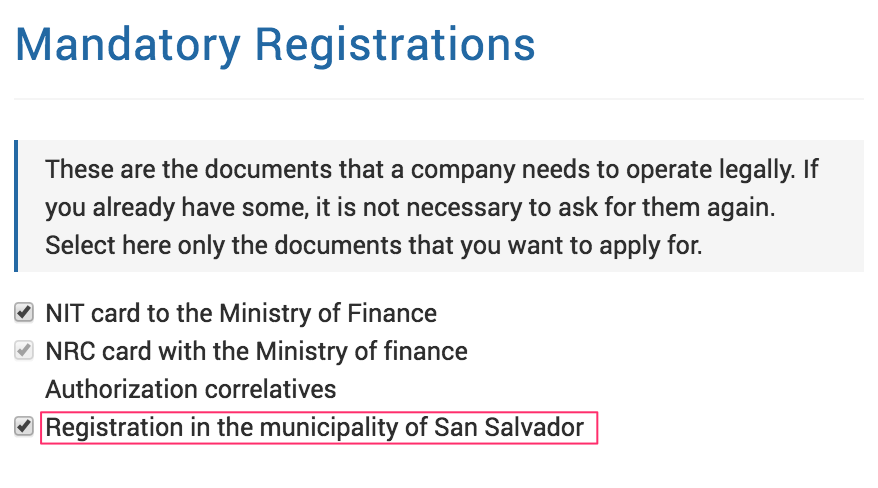 Mandatory Registrations
These are the documents that a company needs to operate legally. If
you already have some, it is not necessary to ask for them again.
Select here only the documents that you want to apply for.
NIT card to the Ministry of Finance
NRC card with the Ministry of finance
Authorization correlatives
Registration in the municipality of San Salvador